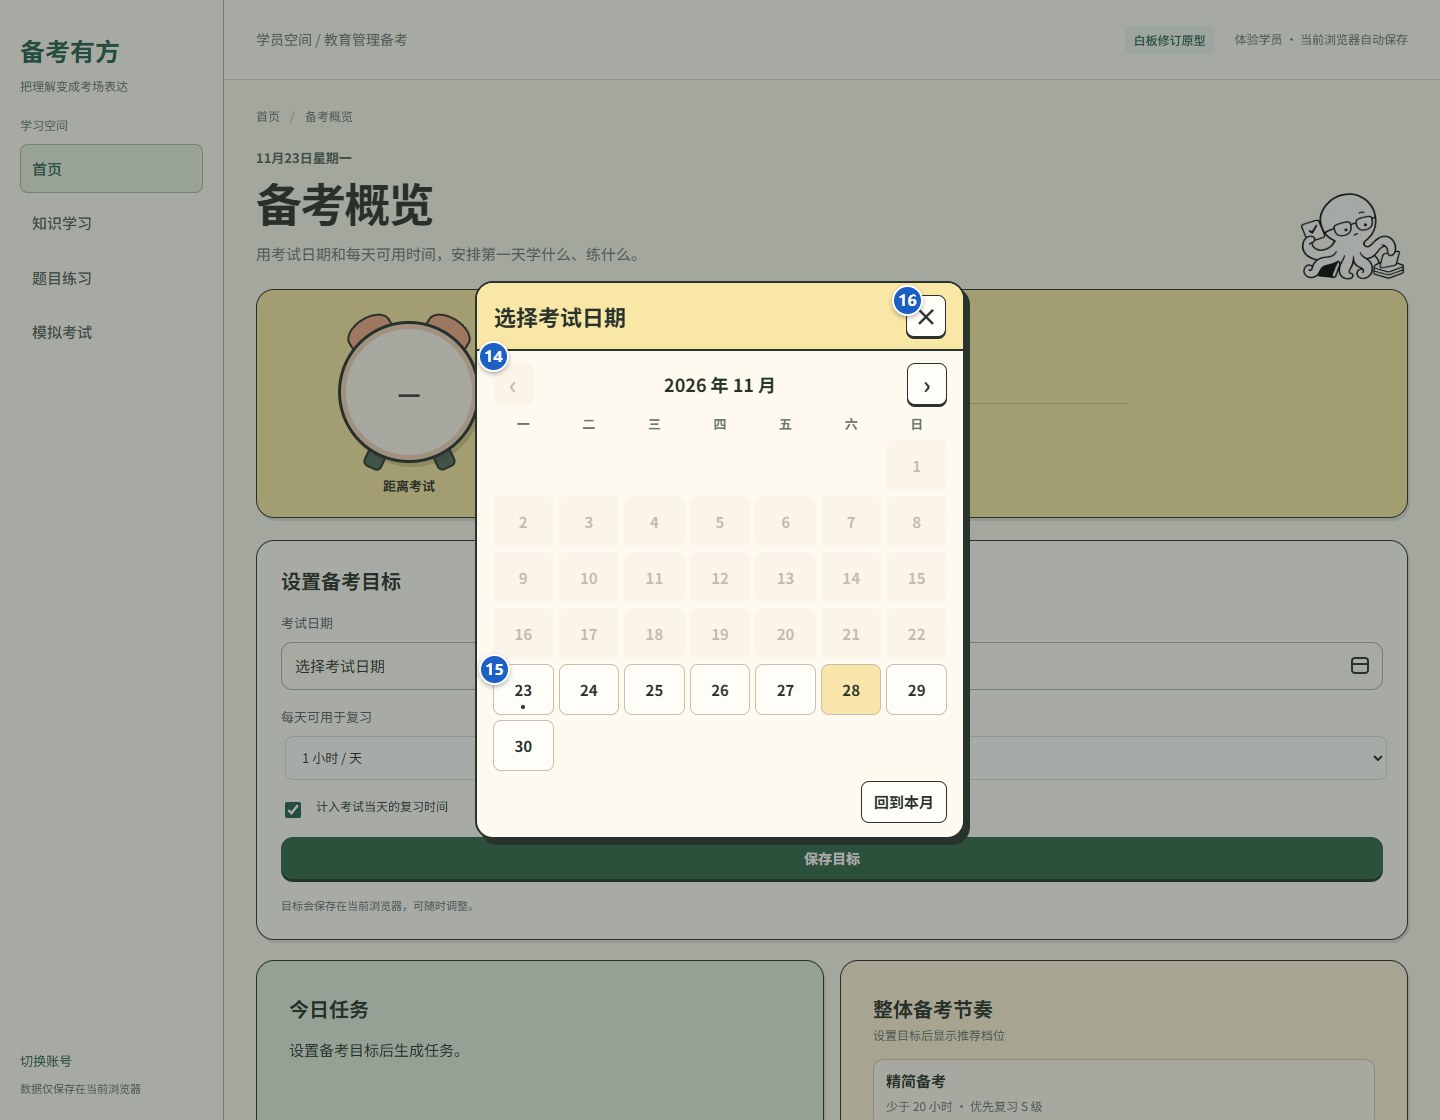 备考有方
把理解变成考场表达
学习空间
首页
知识学习
题目练习
模拟考试
切换账号
数据仅保存在当前浏览器
学员空间 / 教育管理备考
白板修订原型
体验学员 · 当前浏览器自动保存
首页 / 备考概览
11月23日星期一
备考概览
用考试日期和每天可用时间，安排第一天学什么、练什么。
—
距离考试
设置备考目标
考试日期
选择考试日期
每天可用于复习
1 小时 / 天
计入考试当天的复习时间
保存目标
目标会保存在当前浏览器，可随时调整。
今日任务
设置备考目标后生成任务。
整体备考节奏
设置目标后显示推荐档位
精简备考
少于 20 小时 · 优先复习 S 级
选择考试日期
16
14
‹ 2026 年 11 月 ›
一 二 三 四 五 六 日
1
2 3 4 5 6 7 8
9 10 11 12 13 14 15
16 17 18 19 20 21 22
15
23 24 25 26 27 28 29
30
回到本月